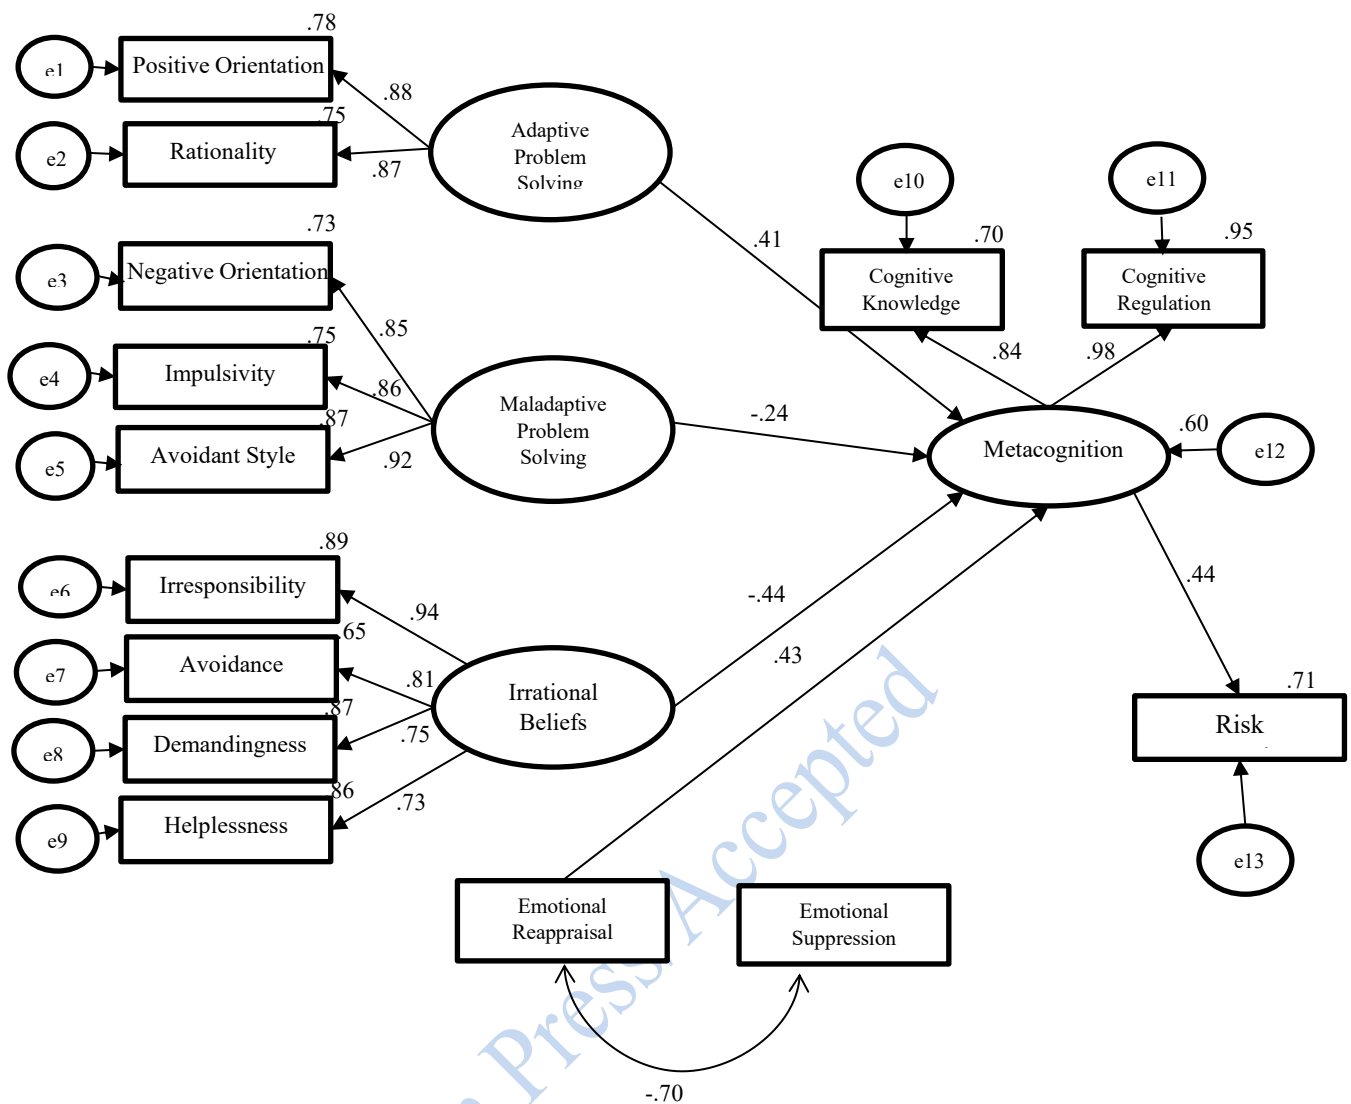 .78
e1
Positive Orientation
.88
.75
e2
Rationality
.87
Adaptive
Problem
Solving
.73
e3
Negative Orientation
.85
.75
e4
Impulsivity
.86
.87
e5
Avoidant Style
.92
Maladaptive
Problem
Solving
.89
e6
Irresponsibility
.94
.65
e7
Avoidance
.81
.87
e8
Demandingness
.75
.86
e9
Helplessness
.73
Irrational
Beliefs
.41
-.24
-.44
.43
e10
e11
.70
.95
Cognitive
Knowledge
Cognitive
Regulation
.84
.98
Metacognition
.60
e12
.44
.71
Risk
e13
Emotional
Reappraisal
Emotional
Suppression
-.70
Press Accepted